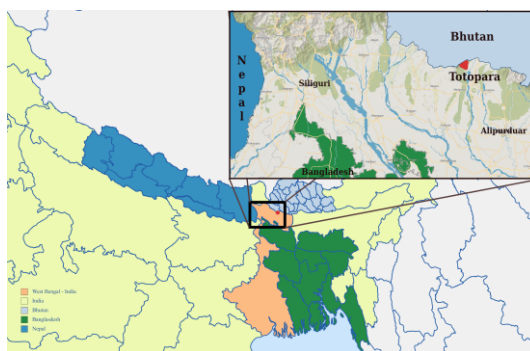 Bhutan
Nepal
Totopara
Siliguri
Alipurduar
Bangladesh
West Bengal - India
India
Bhutan
Bangladesh
Nepal